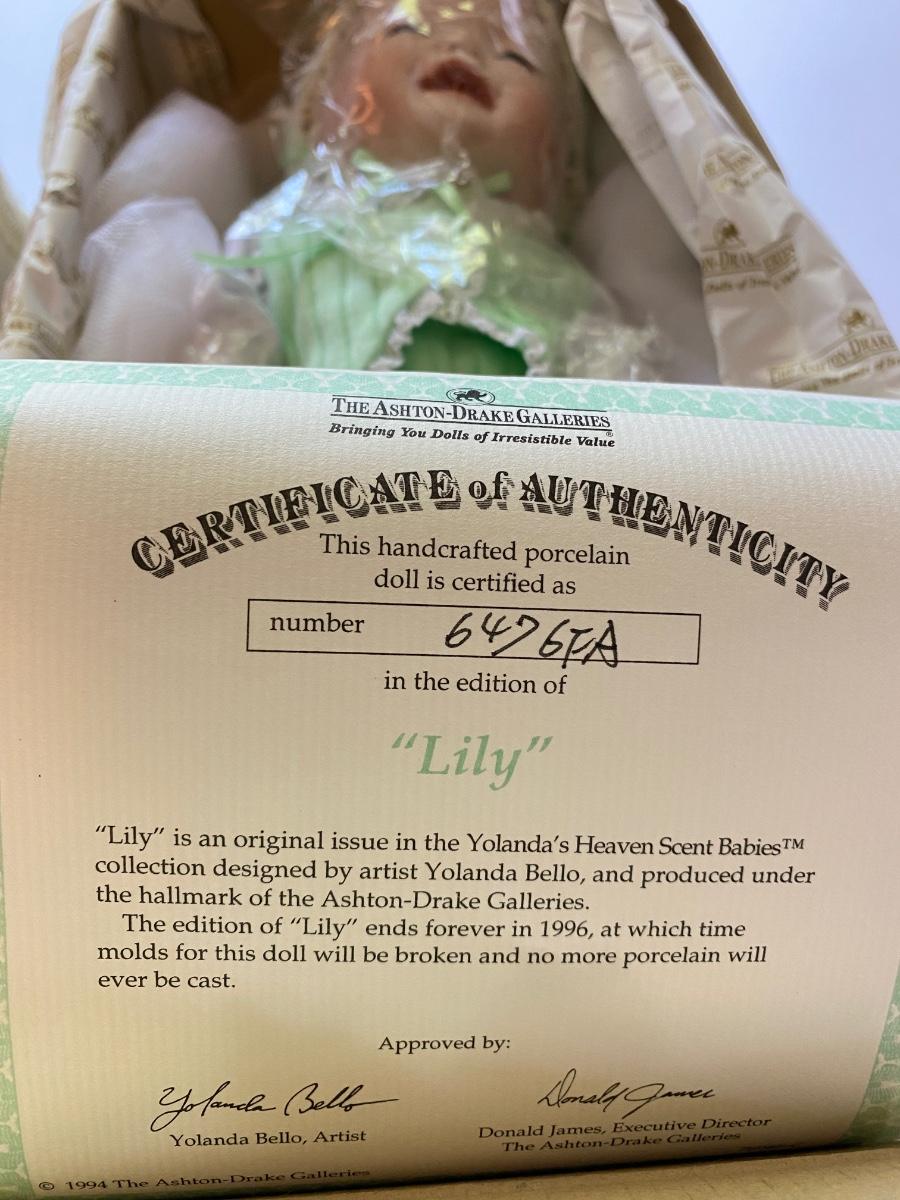 THE ASHTON-DRAKE GALLERIES
Bringing You Dolls of Irresistible Value®
CERTIFICATE of AUTHENTICITY
This handcrafted porcelain
doll is certified as
number 6476FA
in the edition of
“Lily”
“Lily” is an original issue in the Yolanda’s Heaven Scent Babies™
collection designed by artist Yolanda Bello, and produced under
the hallmark of the Ashton-Drake Galleries.
The edition of “Lily” ends forever in 1996, at which time
molds for this doll will be broken and no more porcelain will
ever be cast.
Approved by:
Yolanda Bello
Yolanda Bello, Artist
Donald James
Donald James, Executive Director
The Ashton-Drake Galleries
© 1994 The Ashton-Drake Galleries